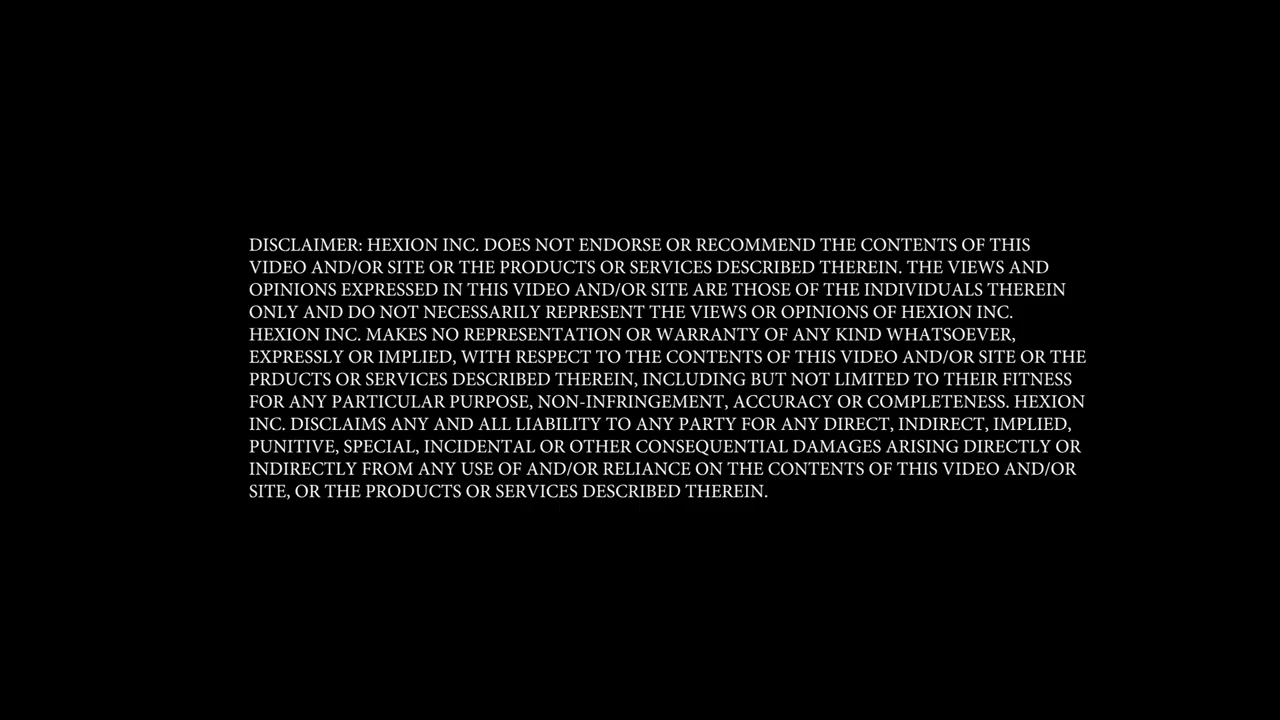 DISCLAIMER: HEXION INC. DOES NOT ENDORSE OR RECOMMEND THE CONTENTS OF THIS
VIDEO AND/OR SITE OR THE PRODUCTS OR SERVICES DESCRIBED THEREIN. THE VIEWS AND
OPINIONS EXPRESSED IN THIS VIDEO AND/OR SITE ARE THOSE OF THE INDIVIDUALS THEREIN
ONLY AND DO NOT NECESSARILY REPRESENT THE VIEWS OR OPINIONS OF HEXION INC.
HEXION INC. MAKES NO REPRESENTATION OR WARRANTY OF ANY KIND WHATSOEVER,
EXPRESSLY OR IMPLIED, WITH RESPECT TO THE CONTENTS OF THIS VIDEO AND/OR SITE OR THE
PRDUCTS OR SERVICES DESCRIBED THEREIN, INCLUDING BUT NOT LIMITED TO THEIR FITNESS
FOR ANY PARTICULAR PURPOSE, NON-INFRINGEMENT, ACCURACY OR COMPLETENESS. HEXION
INC. DISCLAIMS ANY AND ALL LIABILITY TO ANY PARTY FOR ANY DIRECT, INDIRECT, IMPLIED,
PUNITIVE, SPECIAL, INCIDENTAL OR OTHER CONSEQUENTIAL DAMAGES ARISING DIRECTLY OR
INDIRECTLY FROM ANY USE OF AND/OR RELIANCE ON THE CONTENTS OF THIS VIDEO AND/OR
SITE, OR THE PRODUCTS OR SERVICES DESCRIBED THEREIN.